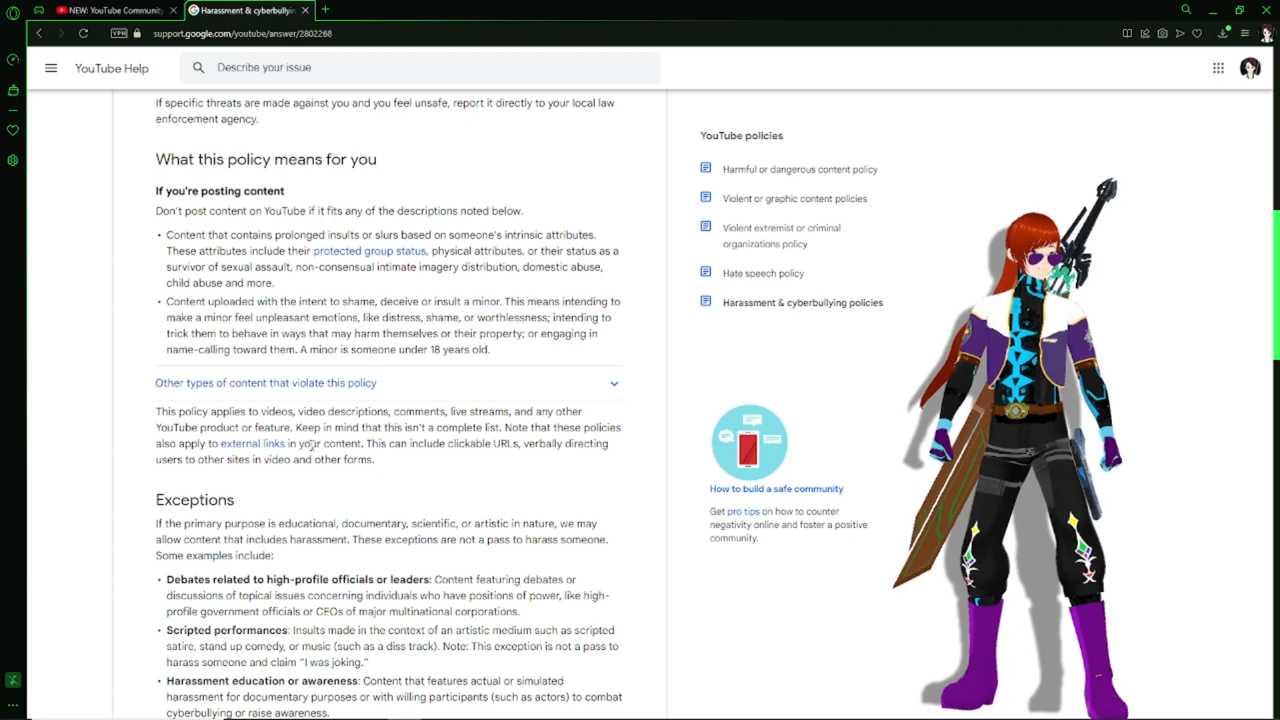 NEW: YouTube Community
Harassment & cyberbullyin
VPN
support.google.com/youtube/answer/2802268
YouTube Help
Describe your issue
If specific threats are made against you and you feel unsafe, report it directly to your local law
enforcement agency.
What this policy means for you
If you're posting content
Don't post content on YouTube if it fits any of the descriptions noted below.
• Content that contains prolonged insults or slurs based on someone's intrinsic attributes.
These attributes include their protected group status, physical attributes, or their status as a
survivor of sexual assault, non-consensual intimate imagery distribution, domestic abuse,
child abuse and more.
• Content uploaded with the intent to shame, deceive or insult a minor. This means intending to
make a minor feel unpleasant emotions, like distress, shame, or worthlessness; intending to
trick them to behave in ways that may harm themselves or their property; or engaging in
name-calling toward them. A minor is someone under 18 years old.
Other types of content that violate this policy
This policy applies to videos, video descriptions, comments, live streams, and any other
YouTube product or feature. Keep in mind that this isn't a complete list. Note that these policies
also apply to external links in your content. This can include clickable URLs, verbally directing
users to other sites in video and other forms.
Exceptions
If the primary purpose is educational, documentary, scientific, or artistic in nature, we may
allow content that includes harassment. These exceptions are not a pass to harass someone.
Some examples include:
• Debates related to high-profile officials or leaders: Content featuring debates or
discussions of topical issues concerning individuals who have positions of power, like high-
profile government officials or CEOs of major multinational corporations.
• Scripted performances: Insults made in the context of an artistic medium such as scripted
satire, stand up comedy, or music (such as a diss track). Note: This exception is not a pass to
harass someone and claim "I was joking."
• Harassment education or awareness: Content that features actual or simulated
harassment for documentary purposes or with willing participants (such as actors) to combat
cyberbullying or raise awareness.
YouTube policies
Harmful or dangerous content policy
Violent or graphic content policies
Violent extremist or criminal
organizations policy
Hate speech policy
Harassment & cyberbullying policies
How to build a safe community
Get pro tips on how to counter
negativity online and foster a positive
community.